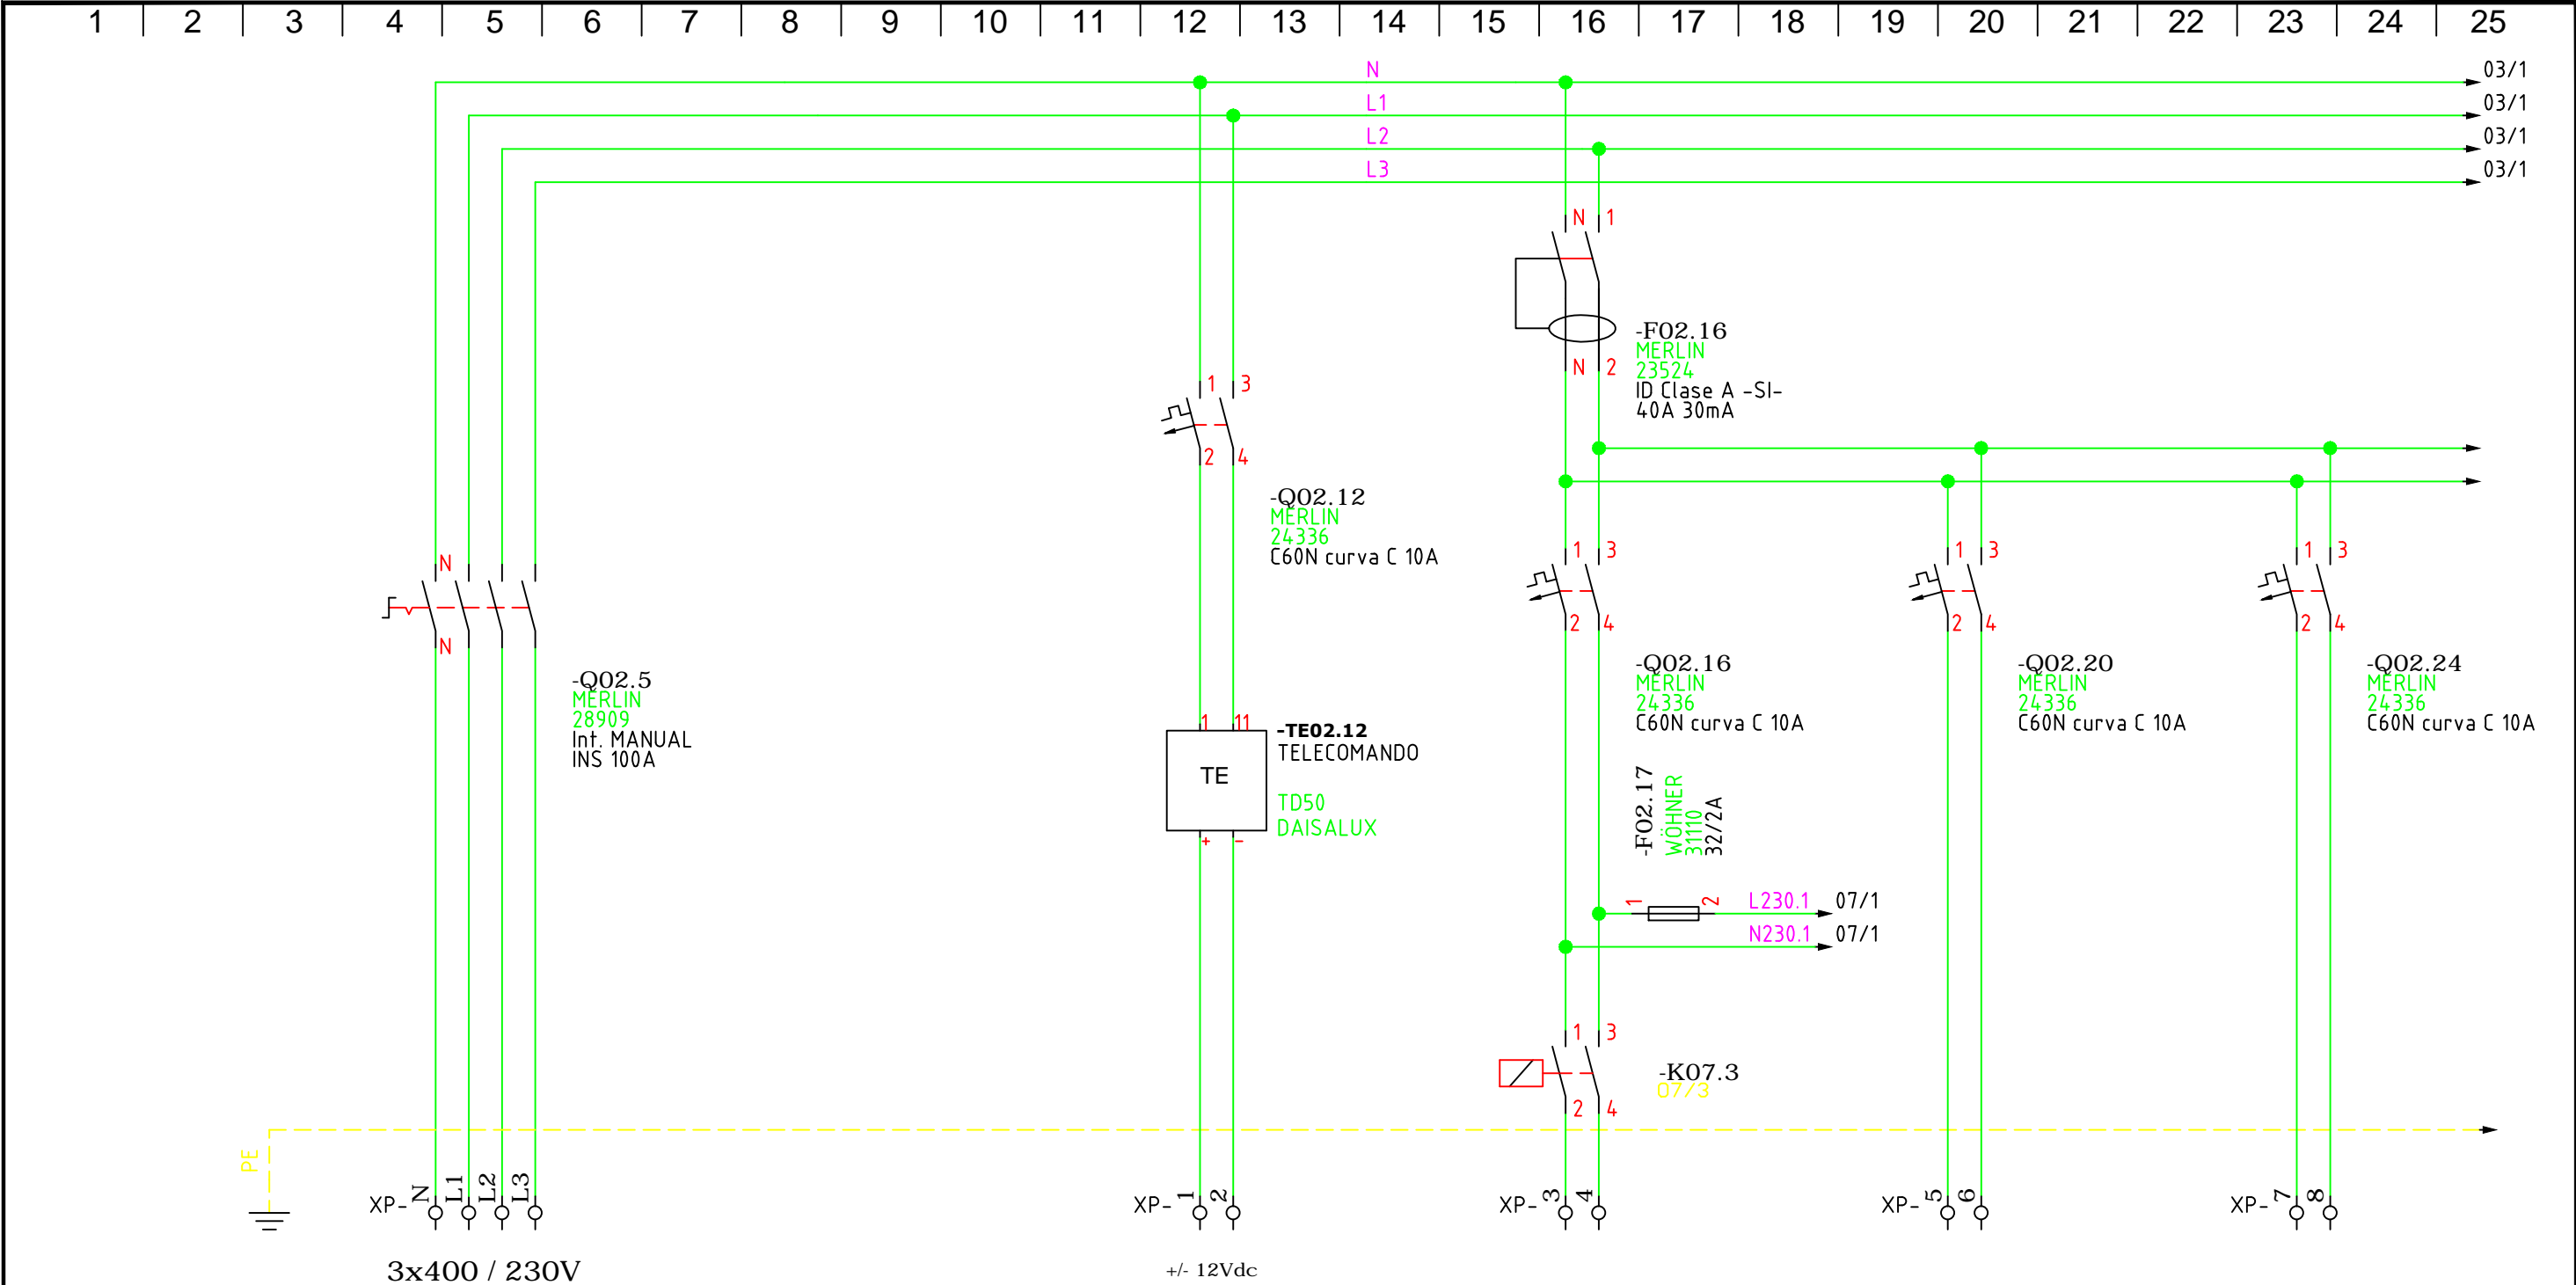 1 2 3 4 5 6 7 8 9 10 11 12 13 14 15 16 17 18 19 20 21 22 23 24 25
N 03/1
L1 03/1
L2 03/1
L3 03/1
N 1
-F02.16
MERLIN
23524
ID Clase A -SI-
40A 30mA
N 2
1 3
2 4
-Q02.12
MERLIN
24336
C60N curva C 10A
N
N
-Q02.5
MERLIN
28909
Int. MANUAL
INS 100A
1 3
2 4
-Q02.16
MERLIN
24336
C60N curva C 10A
1 3
2 4
-Q02.20
MERLIN
24336
C60N curva C 10A
1 3
2 4
-Q02.24
MERLIN
24336
C60N curva C 10A
1 11
-TE02.12
TELECOMANDO
TE
TD50
DAISALUX
+ -
-F02.17
WÖHNER
31110
32/2A
1 2
L230.1 07/1
N230.1 07/1
1 3
-K07.3
07/3
2 4
PE
XP- N L1 L2 L3
XP- 1 2
XP- 3 4
XP- 5 6
XP- 7 8
3x400 / 230V
+/- 12Vdc